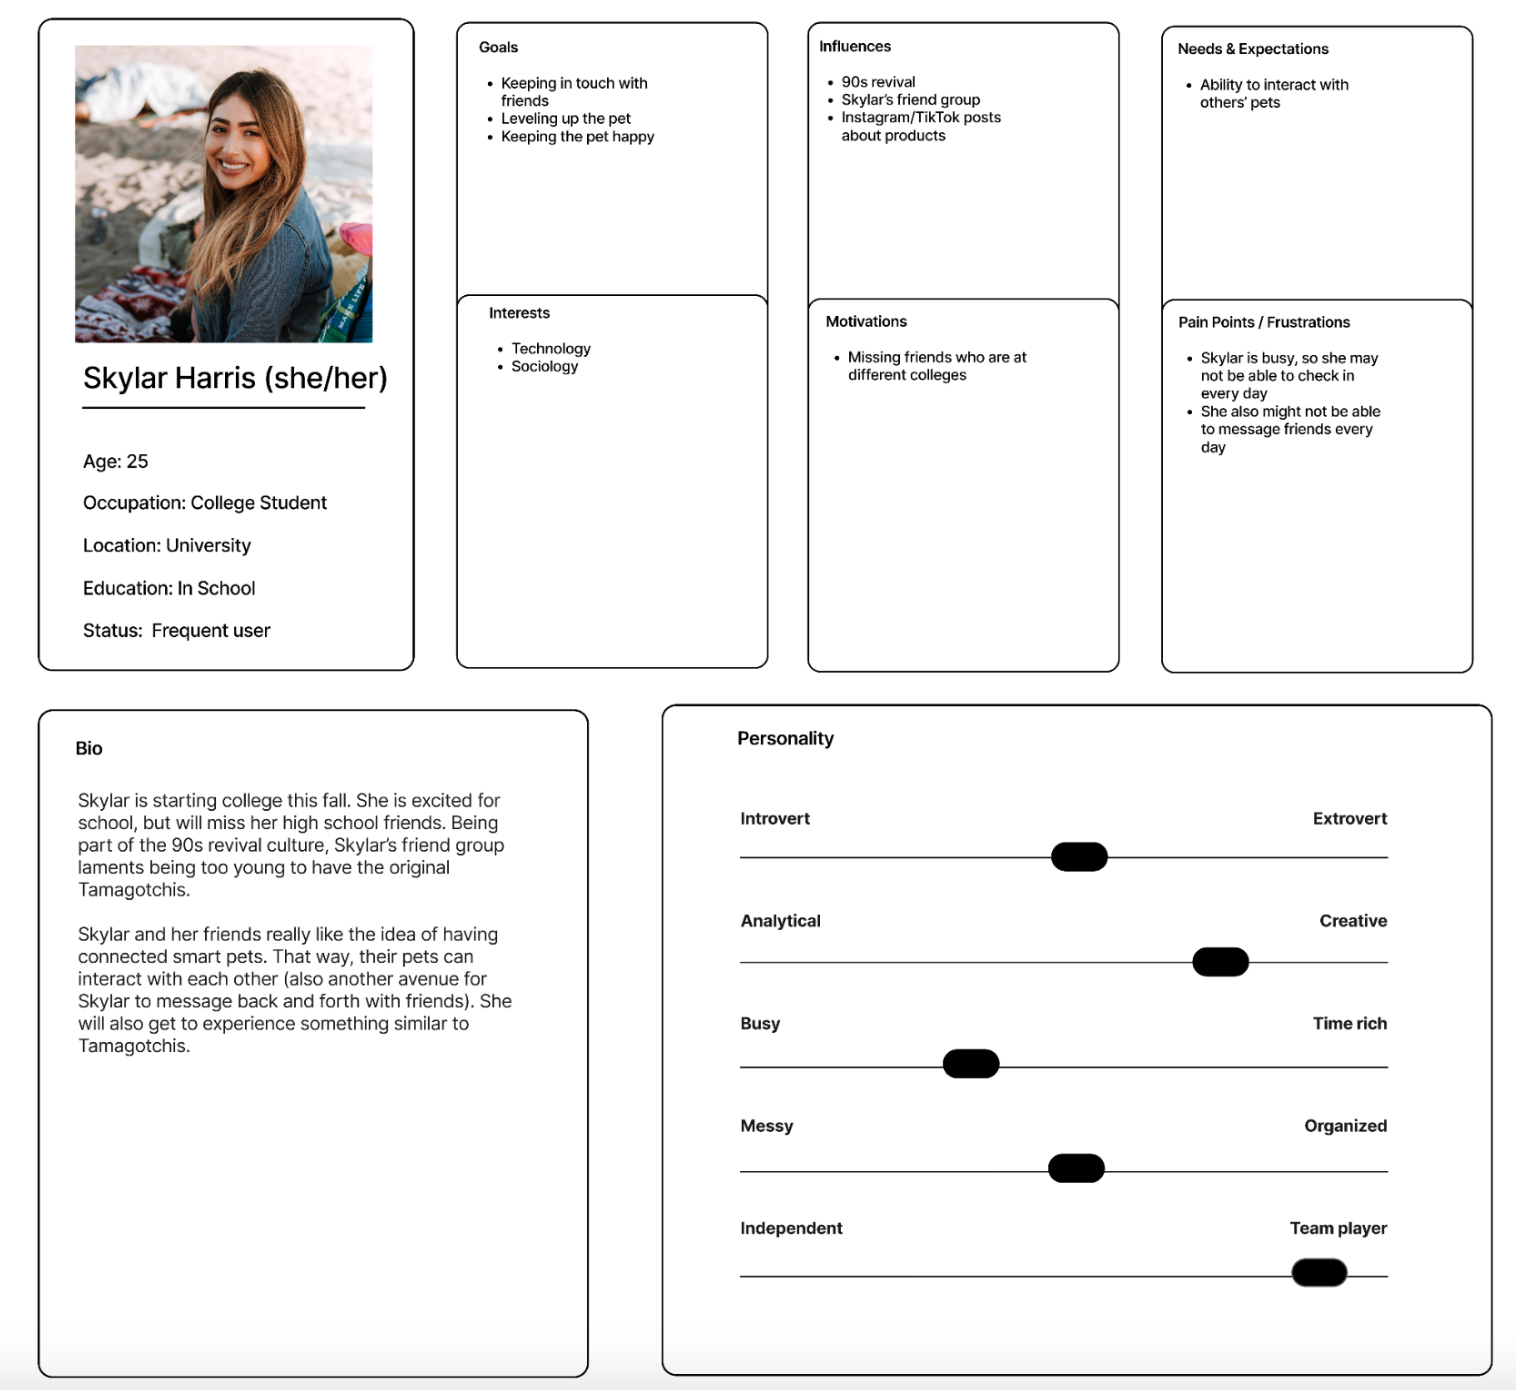 Skylar Harris (she/her)
Age: 25
Occupation: College Student
Location: University
Education: In School
Status: Frequent user
Goals
• Keeping in touch with
friends
• Leveling up the pet
• Keeping the pet happy
Interests
• Technology
• Sociology
Influences
• 90s revival
• Skylar’s friend group
• Instagram/TikTok posts
about products
Motivations
• Missing friends who are at
different colleges
Needs & Expectations
• Ability to interact with
others’ pets
Pain Points / Frustrations
• Skylar is busy, so she may
not be able to check in
every day
• She also might not be able
to message friends every
day
Bio
Skylar is starting college this fall. She is excited for
school, but will miss her high school friends. Being
part of the 90s revival culture, Skylar’s friend group
laments being too young to have the original
Tamagotchis.
Skylar and her friends really like the idea of having
connected smart pets. That way, their pets can
interact with each other (also another avenue for
Skylar to message back and forth with friends). She
will also get to experience something similar to
Tamagotchis.
Personality
Introvert Extrovert
Analytical Creative
Busy Time rich
Messy Organized
Independent Team player